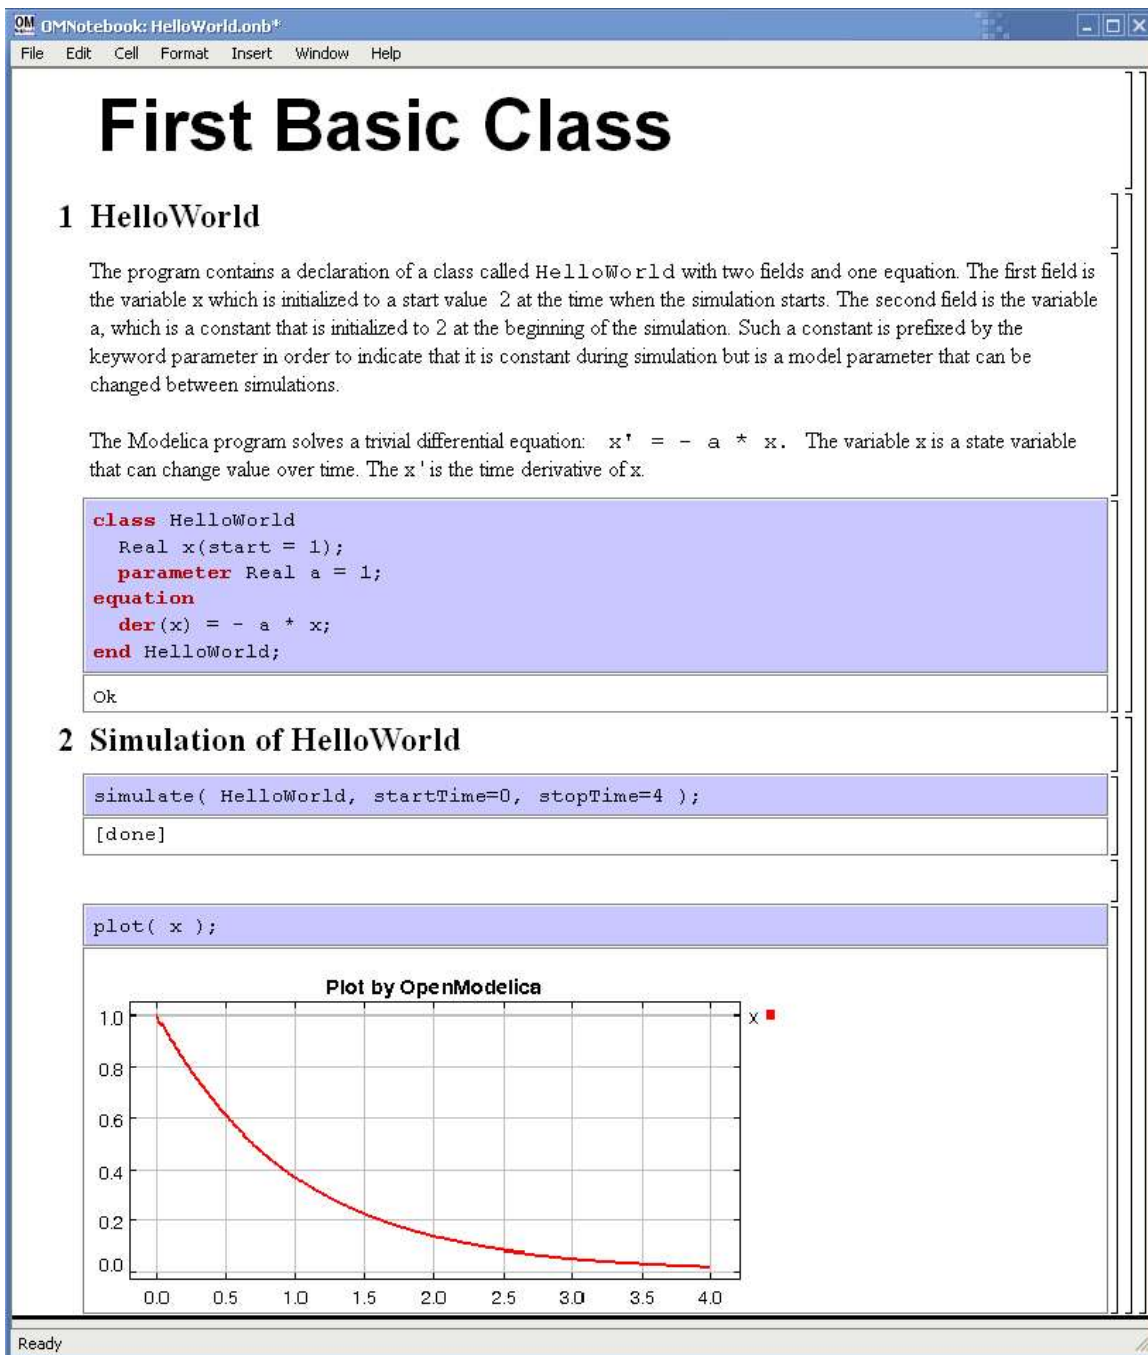 OMNotebook: HelloWorld.onb*
File Edit Cell Format Insert Window Help
First Basic Class
1 HelloWorld
The program contains a declaration of a class called HelloWorld with two fields and one equation. The first field is
the variable x which is initialized to a start value 2 at the time when the simulation starts. The second field is the variable
a, which is a constant that is initialized to 2 at the beginning of the simulation. Such a constant is prefixed by the
keyword parameter in order to indicate that it is constant during simulation but is a model parameter that can be
changed between simulations.
The Modelica program solves a trivial differential equation: x' = - a * x. The variable x is a state variable
that can change value over time. The x ' is the time derivative of x.
class HelloWorld
Real x(start = 1);
parameter Real a = 1;
equation
der(x) = - a * x;
end HelloWorld;
Ok
2 Simulation of HelloWorld
simulate( HelloWorld, startTime=0, stopTime=4 );
[done]
plot( x );
Plot by OpenModelica
x
1.0
0.8
0.6
0.4
0.2
0.0
0.0 0.5 1.0 1.5 2.0 2.5 3.0 3.5 4.0
Ready